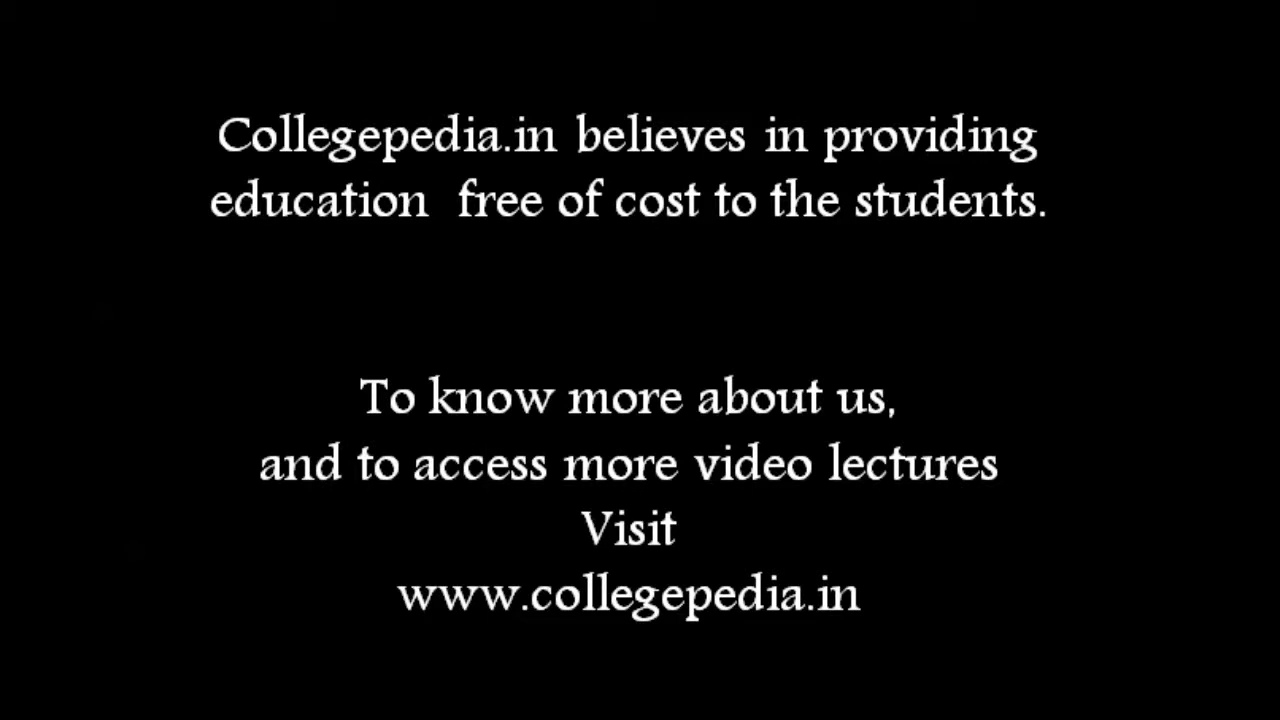 Collegepedia.in believes in providing
education  free of cost to the students.
To know more about us,
and to access more video lectures
Visit
www.collegepedia.in